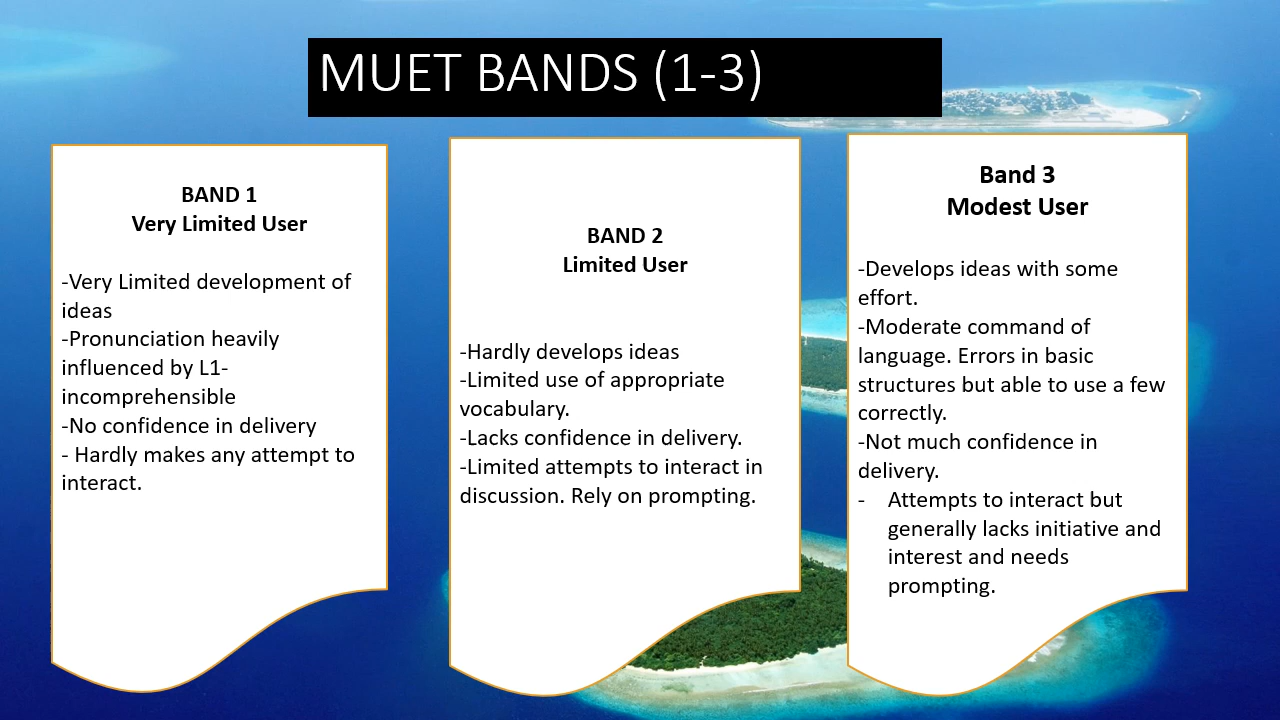 MUET BANDS (1-3)
BAND 1
Very Limited User
-Very Limited development of
ideas
-Pronunciation heavily
influenced by L1-
incomprehensible
-No confidence in delivery
- Hardly makes any attempt to
interact.
BAND 2
Limited User
-Hardly develops ideas
-Limited use of appropriate
vocabulary.
-Lacks confidence in delivery.
-Limited attempts to interact in
discussion. Rely on prompting.
Band 3
Modest User
-Develops ideas with some
effort.
-Moderate command of
language. Errors in basic
structures but able to use a few
correctly.
-Not much confidence in
delivery.
- Attempts to interact but
generally lacks initiative and
interest and needs
prompting.